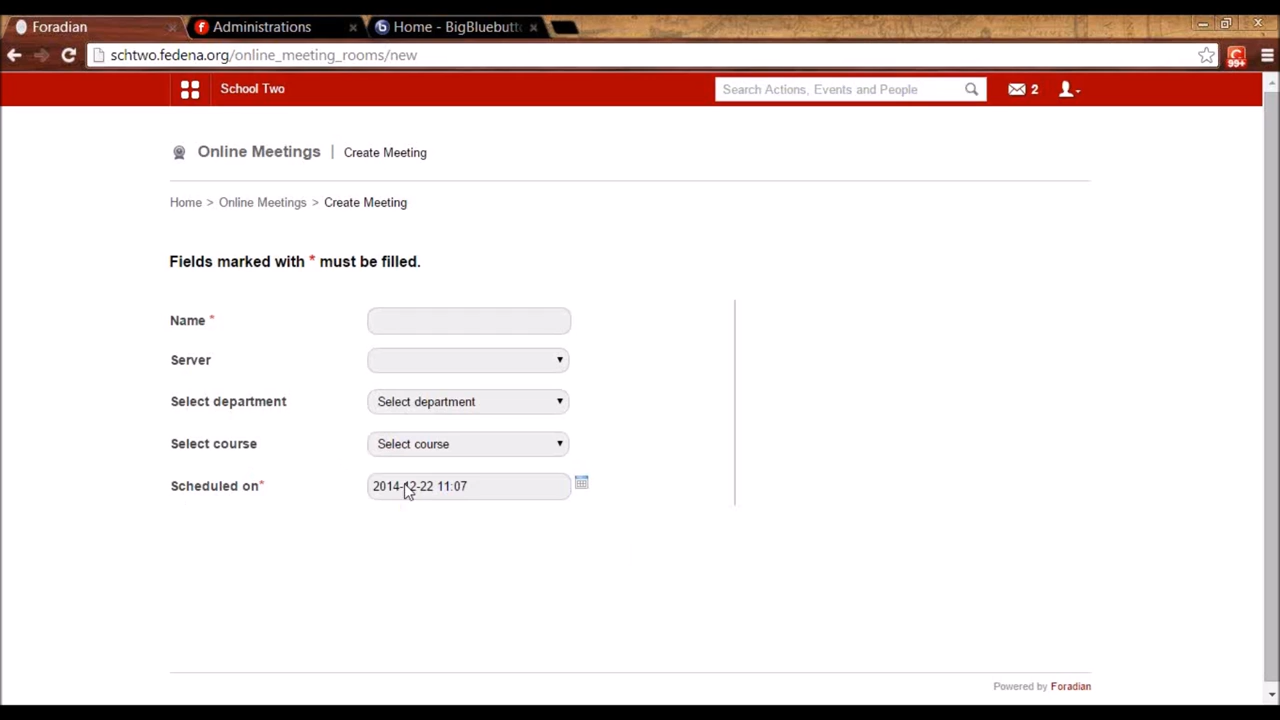 Foradian
Administrations
Home - BigBluebutt
schtwo.fedena.org/online_meeting_rooms/new
99+
School Two
Search Actions, Events and People
2
Online Meetings | Create Meeting
Home > Online Meetings > Create Meeting
Fields marked with * must be filled.
Name *
Server
Select department
Select department
Select course
Select course
Scheduled on*
2014-12-22 11:07
Powered by Foradian